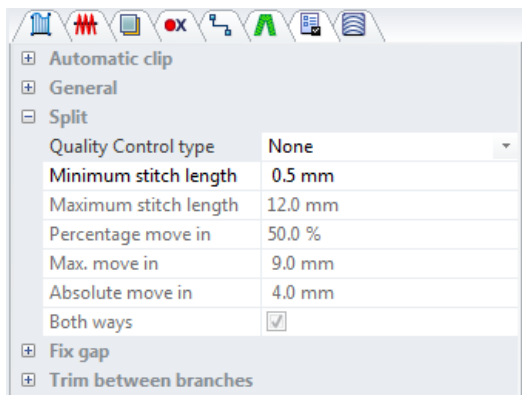 Automatic clip
General
Split
Quality Control type None
Minimum stitch length 0.5 mm
Maximum stitch length 12.0 mm
Percentage move in 50.0 %
Max. move in 9.0 mm
Absolute move in 4.0 mm
Both ways
Fix gap
Trim between branches